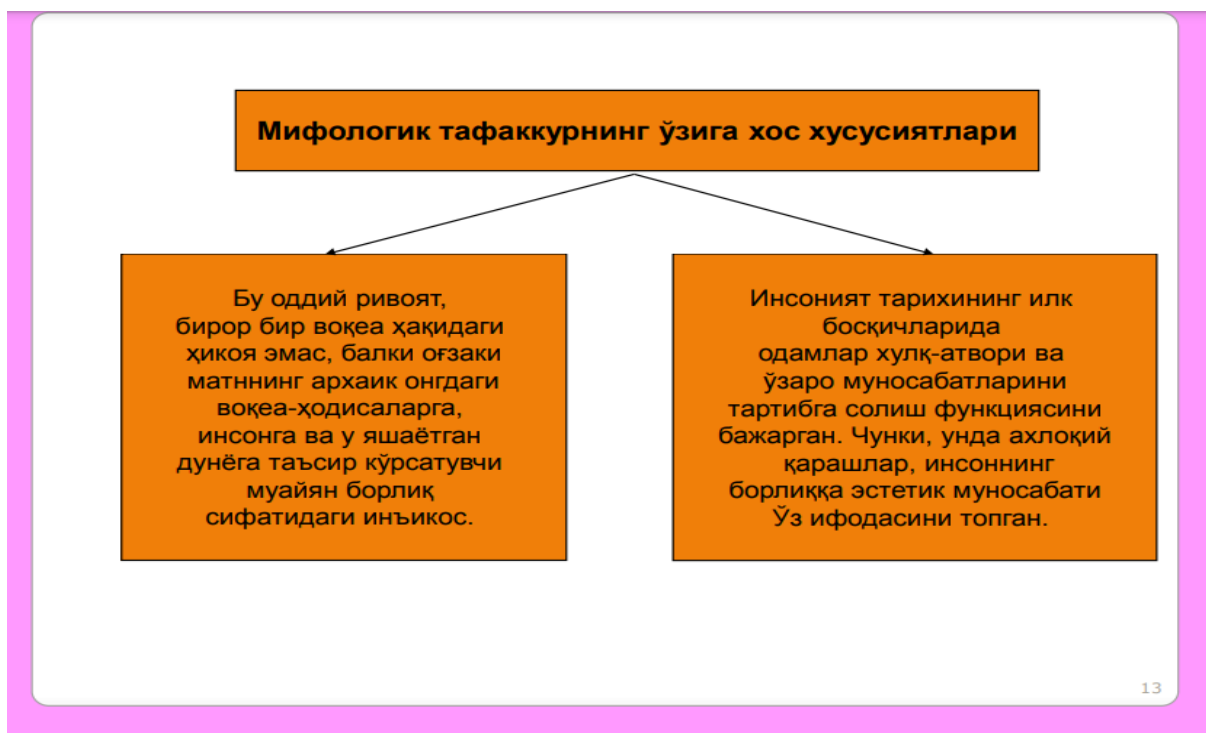 Мифологик тафаккурнинг ўзига хос хусусиятлари
Бу оддий ривоят,
бирор бир воқеа ҳақидаги
ҳикоя эмас, балки оғзаки
матннинг архаик онгдаги
воқеа-ҳодисаларга,
инсонга ва у яшаётган
дунёга таъсир кўрсатувчи
муайян борлиқ
сифатидаги инъикос.
Инсоният тарихининг илк
босқичларида
одамлар хулқ-атвори ва
ўзаро муносабатларини
тартибга солиш функциясини
бажарган. Чунки, унда ахлоқий
қарашлар, инсоннинг
борлиққа эстетик муносабати
Ўз ифодасини топган.
13